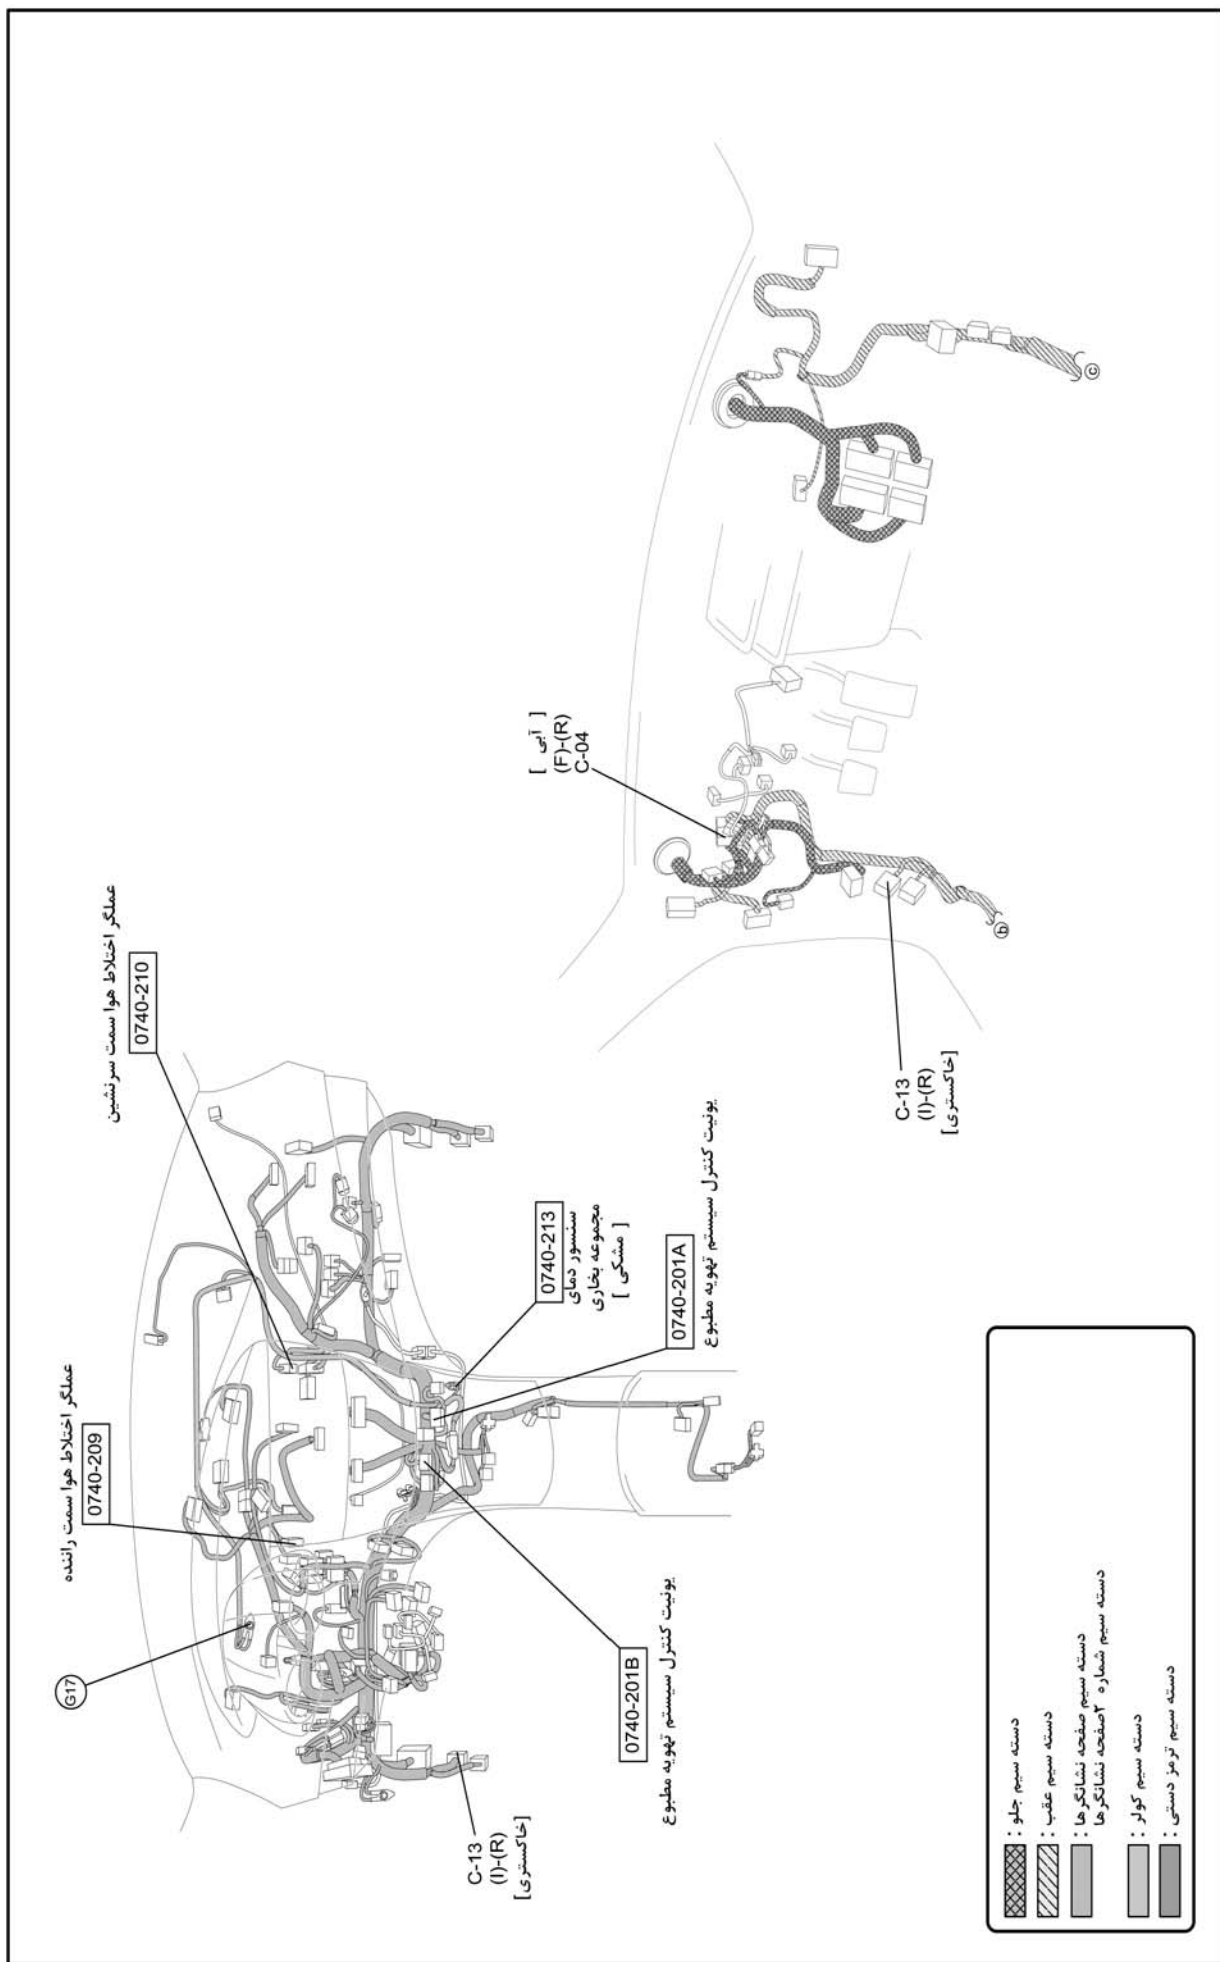 عملگر اختلاط هوا سمت سرنشین
0740-210
عملگر اختلاط هوا سمت راننده
0740-209
G17
0740-213
سنسور دمای
مجموعه بخاری
[ مشکی ]
0740-201A
یونیت کنترل سیستم تهویه مطبوع
0740-201B
یونیت کنترل سیستم تهویه مطبوع
C-13
(I)-(R)
[خاکستری]
[ آبی ]
(F)-(R)
C-04
C-13
(I)-(R)
[خاکستری]
b
c
دسته سیم جلو :
دسته سیم عقب :
دسته سیم صفحه نشانگرها :
دسته سیم شماره ۲صفحه نشانگرها
دسته سیم کولر :
دسته سیم ترمز دستی :